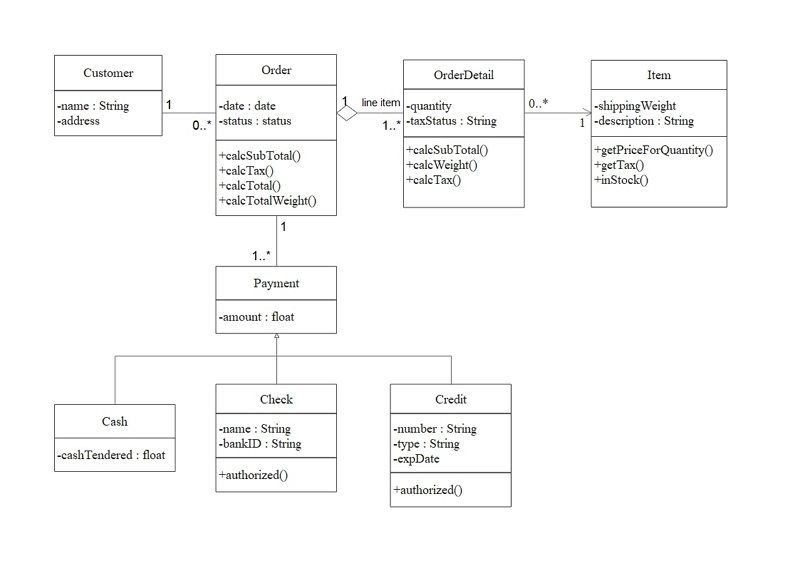 Customer
-name : String
-address
1
0..*
Order
-date : date
-status : status
+calcSubTotal()
+calcTax()
+calcTotal()
+calcTotalWeight()
1
line item
1..*
OrderDetail
-quantity
-taxStatus : String
+calcSubTotal()
+calcWeight()
+calcTax()
0..*
1
Item
-shippingWeight
-description : String
+getPriceForQuantity()
+getTax()
+inStock()
1
1..*
Payment
-amount : float
Cash
-cashTendered : float
Check
-name : String
-bankID : String
+authorized()
Credit
-number : String
-type : String
-expDate
+authorized()